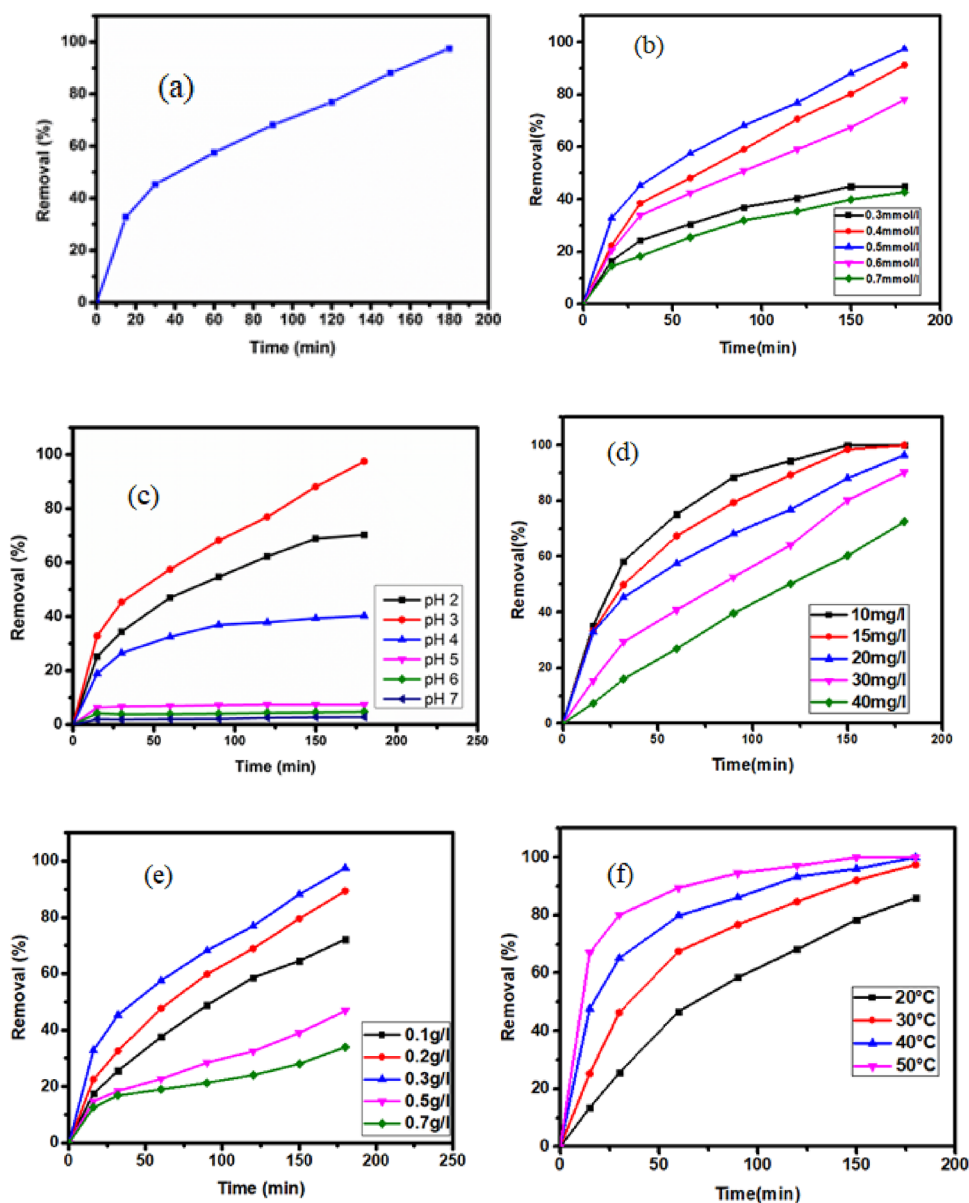 (a)
Removal (%)
100
80
60
40
20
0
0 20 40 60 80 100 120 140 160 180 200
Time (min)
(b)
Removal(%)
100
80
60
40
20
0
0.3mmol/l
0.4mmol/l
0.5mmol/l
0.6mmol/l
0.7mmol/l
0 50 100 150 200
Time(min)
(c)
Removal (%)
100
80
60
40
20
0
pH 2
pH 3
pH 4
pH 5
pH 6
pH 7
0 50 100 150 200 250
Time (min)
(d)
Removal(%)
100
80
60
40
20
0
10mg/l
15mg/l
20mg/l
30mg/l
40mg/l
0 50 100 150 200
Time(min)
(e)
Removal (%)
100
80
60
40
20
0
0.1g/l
0.2g/l
0.3g/l
0.5g/l
0.7g/l
0 50 100 150 200 250
Time (min)
(f)
Removal (%)
100
80
60
40
20
0
20°C
30°C
40°C
50°C
0 50 100 150 200
Time(min)